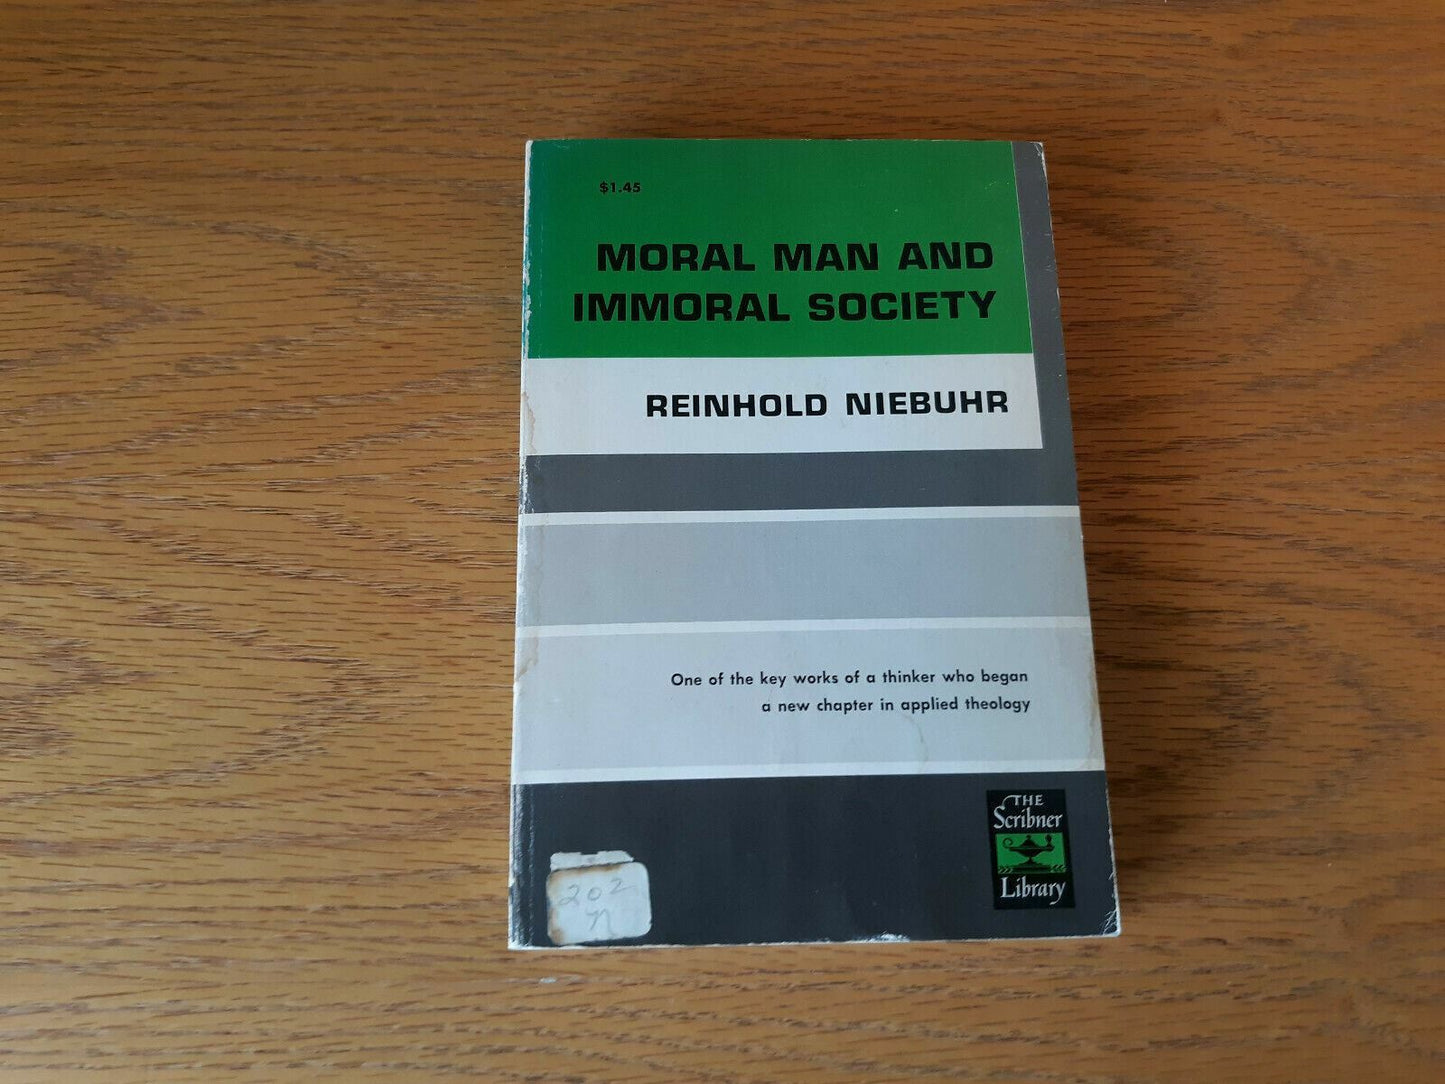 $1.45
MORAL MAN AND
IMMORAL SOCIETY
REINHOLD NIEBUHR
One of the key works of a thinker who began
a new chapter in applied theology
THE
Scribner
Library
202
n